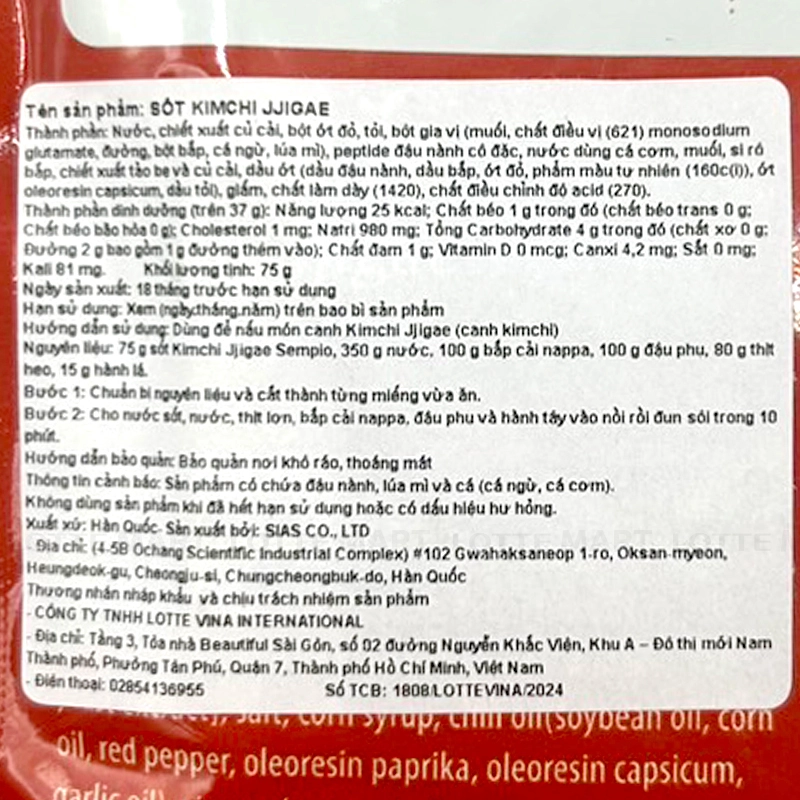 Tên sản phẩm: SỐT KIMCHI JJIGAE
Thành phần: Nước, chiết xuất củ cải, bột ớt đỏ, tỏi, bột gia vị (muối, chất điều vị (621) monosodium
glutamate, đường, bột bắp, cá ngừ, lúa mì), peptide đậu nành cô đặc, nước dùng cá cơm, muối, si rô
bắp, chiết xuất tảo bẹ và củ cải, dầu ớt (dầu đậu nành, dầu bắp, ớt đỏ, phẩm màu tự nhiên (160c(i)), ớt
oleoresin capsicum, dầu tỏi), giấm, chất làm dày (1420), chất điều chỉnh độ acid (270).
Thành phần dinh dưỡng (trên 37 g): Năng lượng 25 kcal; Chất béo 1 g trong đó (chất béo trans 0 g;
Chất béo bão hòa 0 g); Cholesterol 1 mg; Natri 980 mg; Tổng Carbohydrate 4 g trong đó (chất xơ 0 g;
Đường 2 g bao gồm 1 g đường thêm vào); Chất đạm 1 g; Vitamin D 0 mcg; Canxi 4,2 mg; Sắt 0 mg;
Kali 81 mg. Khối lượng tịnh: 75 g
Ngày sản xuất: 18 tháng trước hạn sử dụng
Hạn sử dụng: Xem (ngày.tháng.năm) trên bao bì sản phẩm
Hướng dẫn sử dụng: Dùng để nấu món canh Kimchi Jjigae (canh kimchi)
Nguyên liệu: 75 g sốt Kimchi Jjigae Sempio, 350 g nước, 100 g bắp cải nappa, 100 g đậu phụ, 80 g thịt
heo, 15 g hành lá.
Bước 1: Chuẩn bị nguyên liệu và cắt thành từng miếng vừa ăn.
Bước 2: Cho nước sốt, nước, thịt lợn, bắp cải nappa, đậu phụ và hành tây vào nồi rồi đun sôi trong 10
phút.
Hướng dẫn bảo quản: Bảo quản nơi khô ráo, thoáng mát
Thông tin cảnh báo: Sản phẩm có chứa đậu nành, lúa mì và cá (cá ngừ, cá cơm).
Không dùng sản phẩm khi đã hết hạn sử dụng hoặc có dấu hiệu hư hỏng.
Xuất xứ: Hàn Quốc- Sản xuất bởi: SIAS CO., LTD
- Địa chỉ: (4-5B Ochang Scientific Industrial Complex) #102 Gwahaksaneop 1-ro, Oksan-myeon,
Heungdeok-gu, Cheongju-si, Chungcheongbuk-do, Hàn Quốc
Thương nhân nhập khẩu và chịu trách nhiệm sản phẩm
- CÔNG TY TNHH LOTTE VINA INTERNATIONAL
- Địa chỉ: Tầng 3, Tòa nhà Beautiful Sài Gòn, số 02 đường Nguyễn Khắc Viện, Khu A – Đô thị mới Nam
Thành phố, Phường Tân Phú, Quận 7, Thành phố Hồ Chí Minh, Việt Nam
- Điện thoại: 02854136955 Số TCB: 1808/LOTTEVINA/2024
salt, corn syrup, chili oil(soybean oil, corn
oil, red pepper, oleoresin paprika, oleoresin capsicum,
garlic oil)